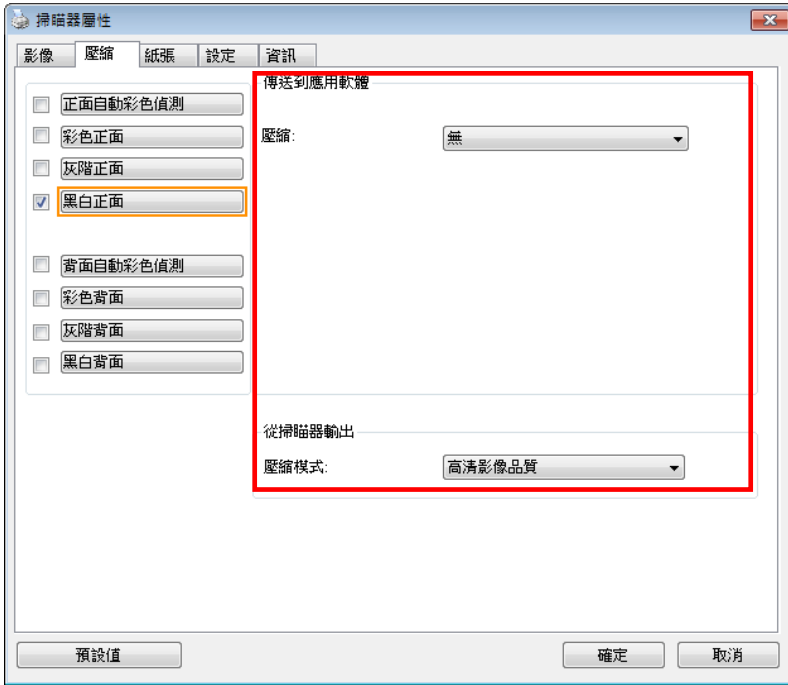 掃瞄器屬性
影像 壓縮 紙張 設定 資訊
正面自動彩色偵測
彩色正面
灰階正面
黑白正面
背面自動彩色偵測
彩色背面
灰階背面
黑白背面
傳送到應用軟體
壓縮: 無
從掃瞄器輸出
壓縮模式: 高清影像品質
預設值 確定 取消